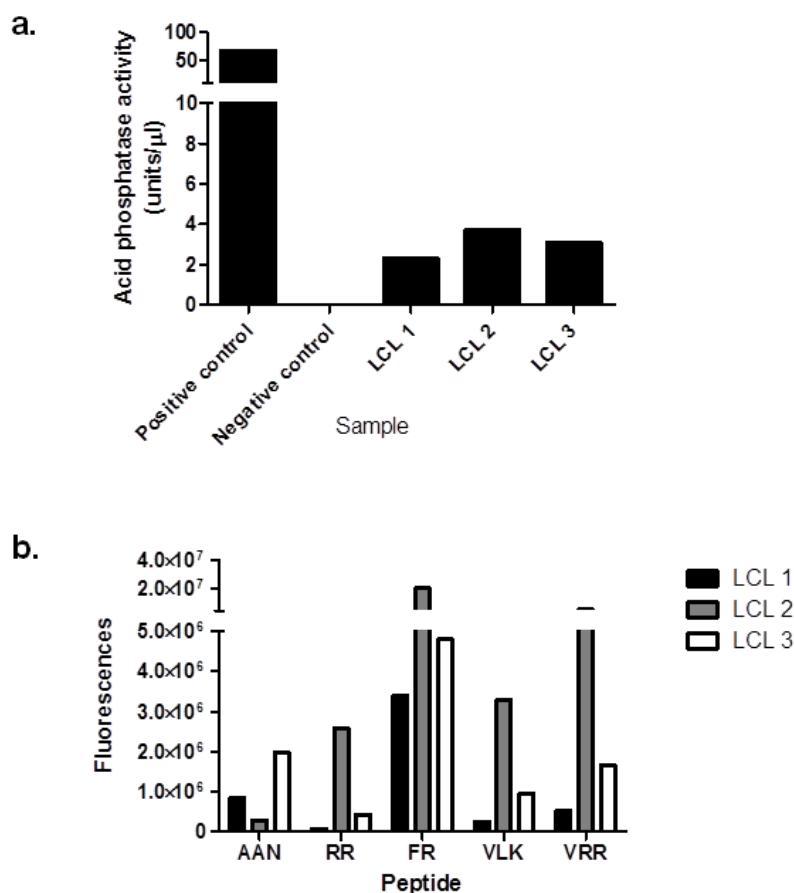 a.
Acid phosphatase activity
(units/µl)
100
50
10
8
6
4
2
0
Positive control
Negative control
LCL 1
LCL 2
LCL 3
Sample
b.
Fluorescences
4.0×10⁷
2.0×10⁷
5.0×10⁶
4.0×10⁶
3.0×10⁶
2.0×10⁶
1.0×10⁶
0
AAN RR FR VLK VRR
Peptide
LCL 1
LCL 2
LCL 3